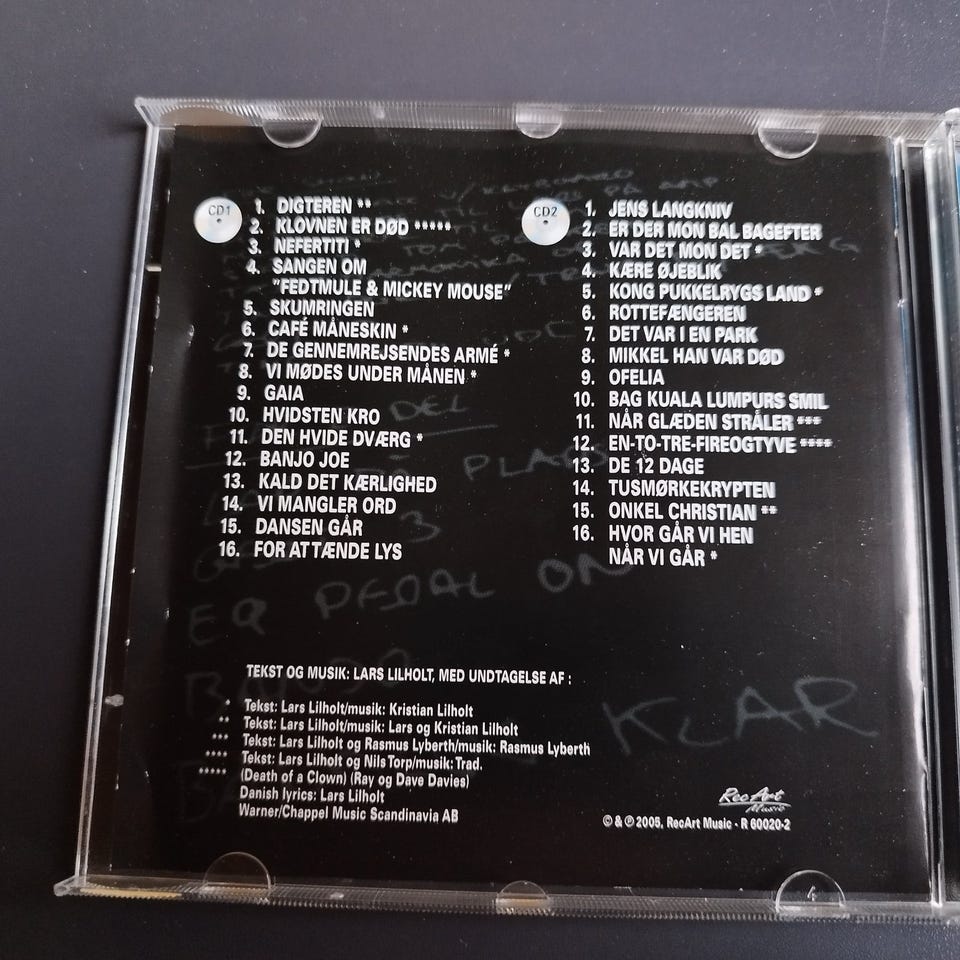 CD1
1. DIGTEREN **
2. KLOVNEN ER DØD *****
3. NEFERTITI *
4. SANGEN OM
"FEDTMULE & MICKEY MOUSE"
5. SKUMRINGEN
6. CAFÉ MÅNESKIN *
7. DE GENNEMREJSENDES ARMÉ *
8. VI MØDES UNDER MÅNEN *
9. GAIA
10. HVIDSTEN KRO
11. DEN HVIDE DVÆRG *
12. BANJO JOE
13. KALD DET KÆRLIGHED
14. VI MANGLER ORD
15. DANSEN GÅR
16. FOR AT TÆNDE LYS
CD2
1. JENS LANGKNIV
2. ER DER MON BAL BAGEFTER
3. VAR DET MON DET *
4. KÆRE ØJEBLIK
5. KONG PUKKELRYGS LAND *
6. ROTTEFÆNGEREN
7. DET VAR I EN PARK
8. MIKKEL HAN VAR DØD
9. OFELIA
10. BAG KUALA LUMPURS SMIL
11. NÅR GLÆDEN STRÅLER ***
12. EN-TO-TRE-FIREOGTYVE ****
13. DE 12 DAGE
14. TUSMØRKEKRYPTEN
15. ONKEL CHRISTIAN **
16. HVOR GÅR VI HEN
NÅR VI GÅR *
DEL
PLADS
3
EQ PEDAL ON
KLAR
TEKST OG MUSIK: LARS LILHOLT, MED UNDTAGELSE AF :
* Tekst: Lars Lilholt/musik: Kristian Lilholt
** Tekst: Lars Lilholt/musik: Lars og Kristian Lilholt
*** Tekst: Lars Lilholt og Rasmus Lyberth/musik: Rasmus Lyberth
**** Tekst: Lars Lilholt og Nils Torp/musik: Trad.
***** (Death of a Clown) (Ray og Dave Davies)
Danish lyrics: Lars Lilholt
Warner/Chappel Music Scandinavia AB
RecArt
Music
© & ℗ 2005, RecArt Music - R 60020-2
4